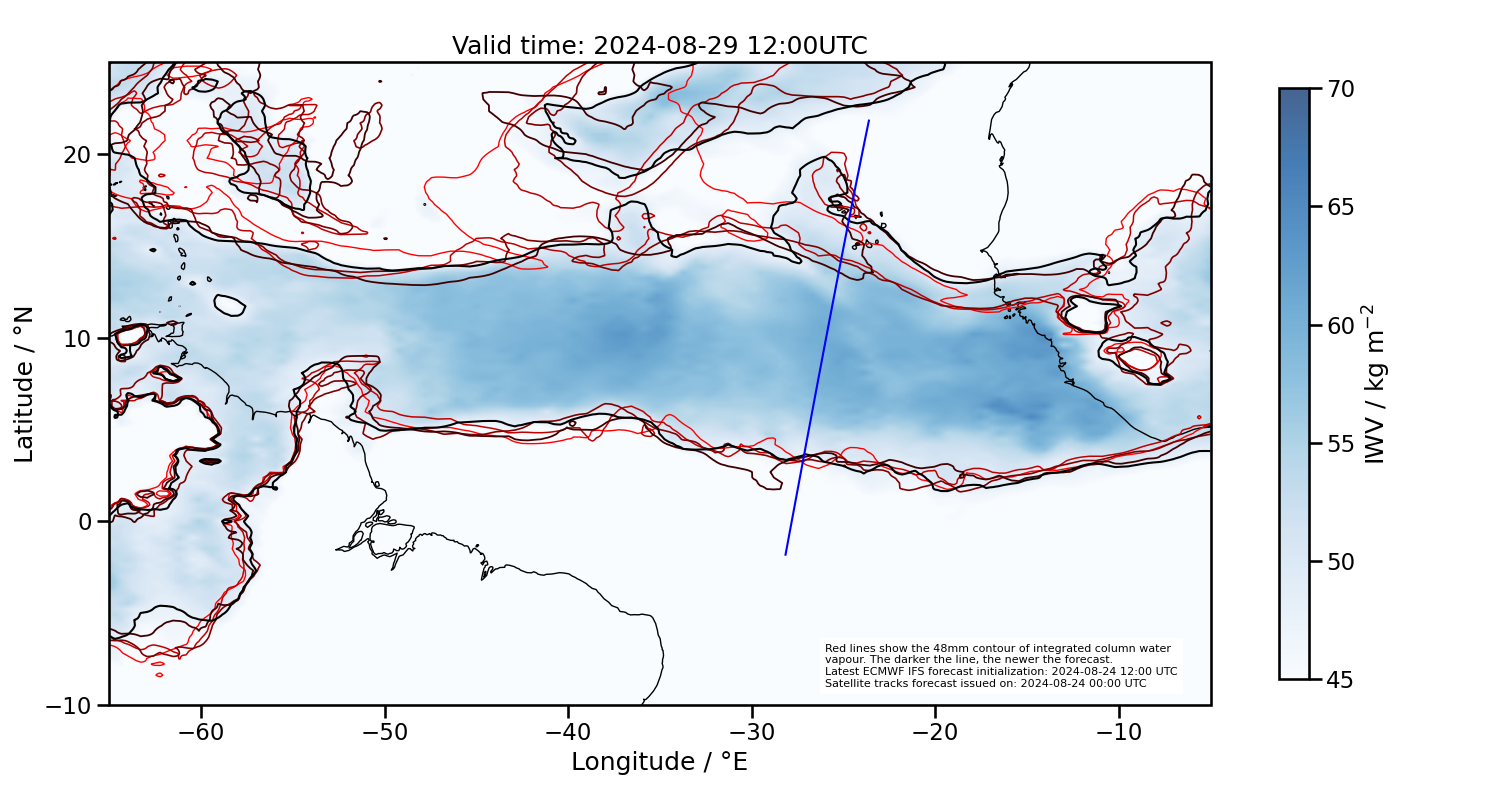 Valid time: 2024-08-29 12:00UTC
Latitude / °N
20
10
0
−10
−60
−50
−40
−30
−20
−10
Longitude / °E
Red lines show the 48mm contour of integrated column water
vapour. The darker the line, the newer the forecast.
Latest ECMWF IFS forecast initialization: 2024-08-24 12:00 UTC
Satellite tracks forecast issued on: 2024-08-24 00:00 UTC
70
65
60
55
50
45
IWV / kg m⁻²